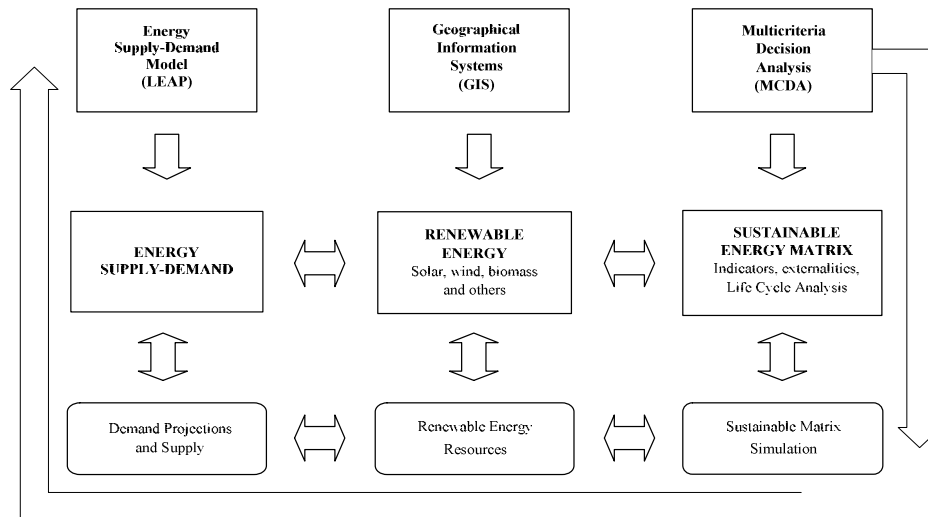 Energy
Supply-Demand
Model
(LEAP)
Geographical
Information
Systems
(GIS)
Multicriteria
Decision
Analysis
(MCDA)
ENERGY
SUPPLY-DEMAND
RENEWABLE
ENERGY
Solar, wind, biomass
and others
SUSTAINABLE
ENERGY MATRIX
Indicators, externalities,
Life Cycle Analysis
Demand Projections
and Supply
Renewable Energy
Resources
Sustainable Matrix
Simulation